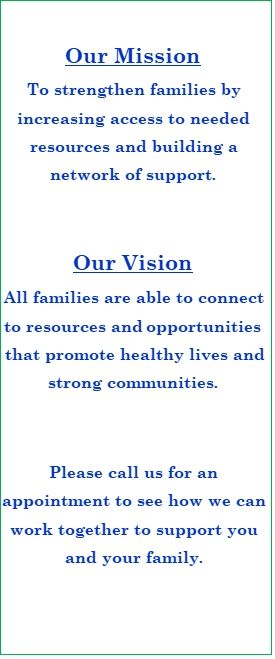 Our Mission
To strengthen families by
increasing access to needed
resources and building a
network of support.
Our Vision
All families are able to connect
to resources and opportunities
that promote healthy lives and
strong communities.
Please call us for an
appointment to see how we can
work together to support you
and your family.